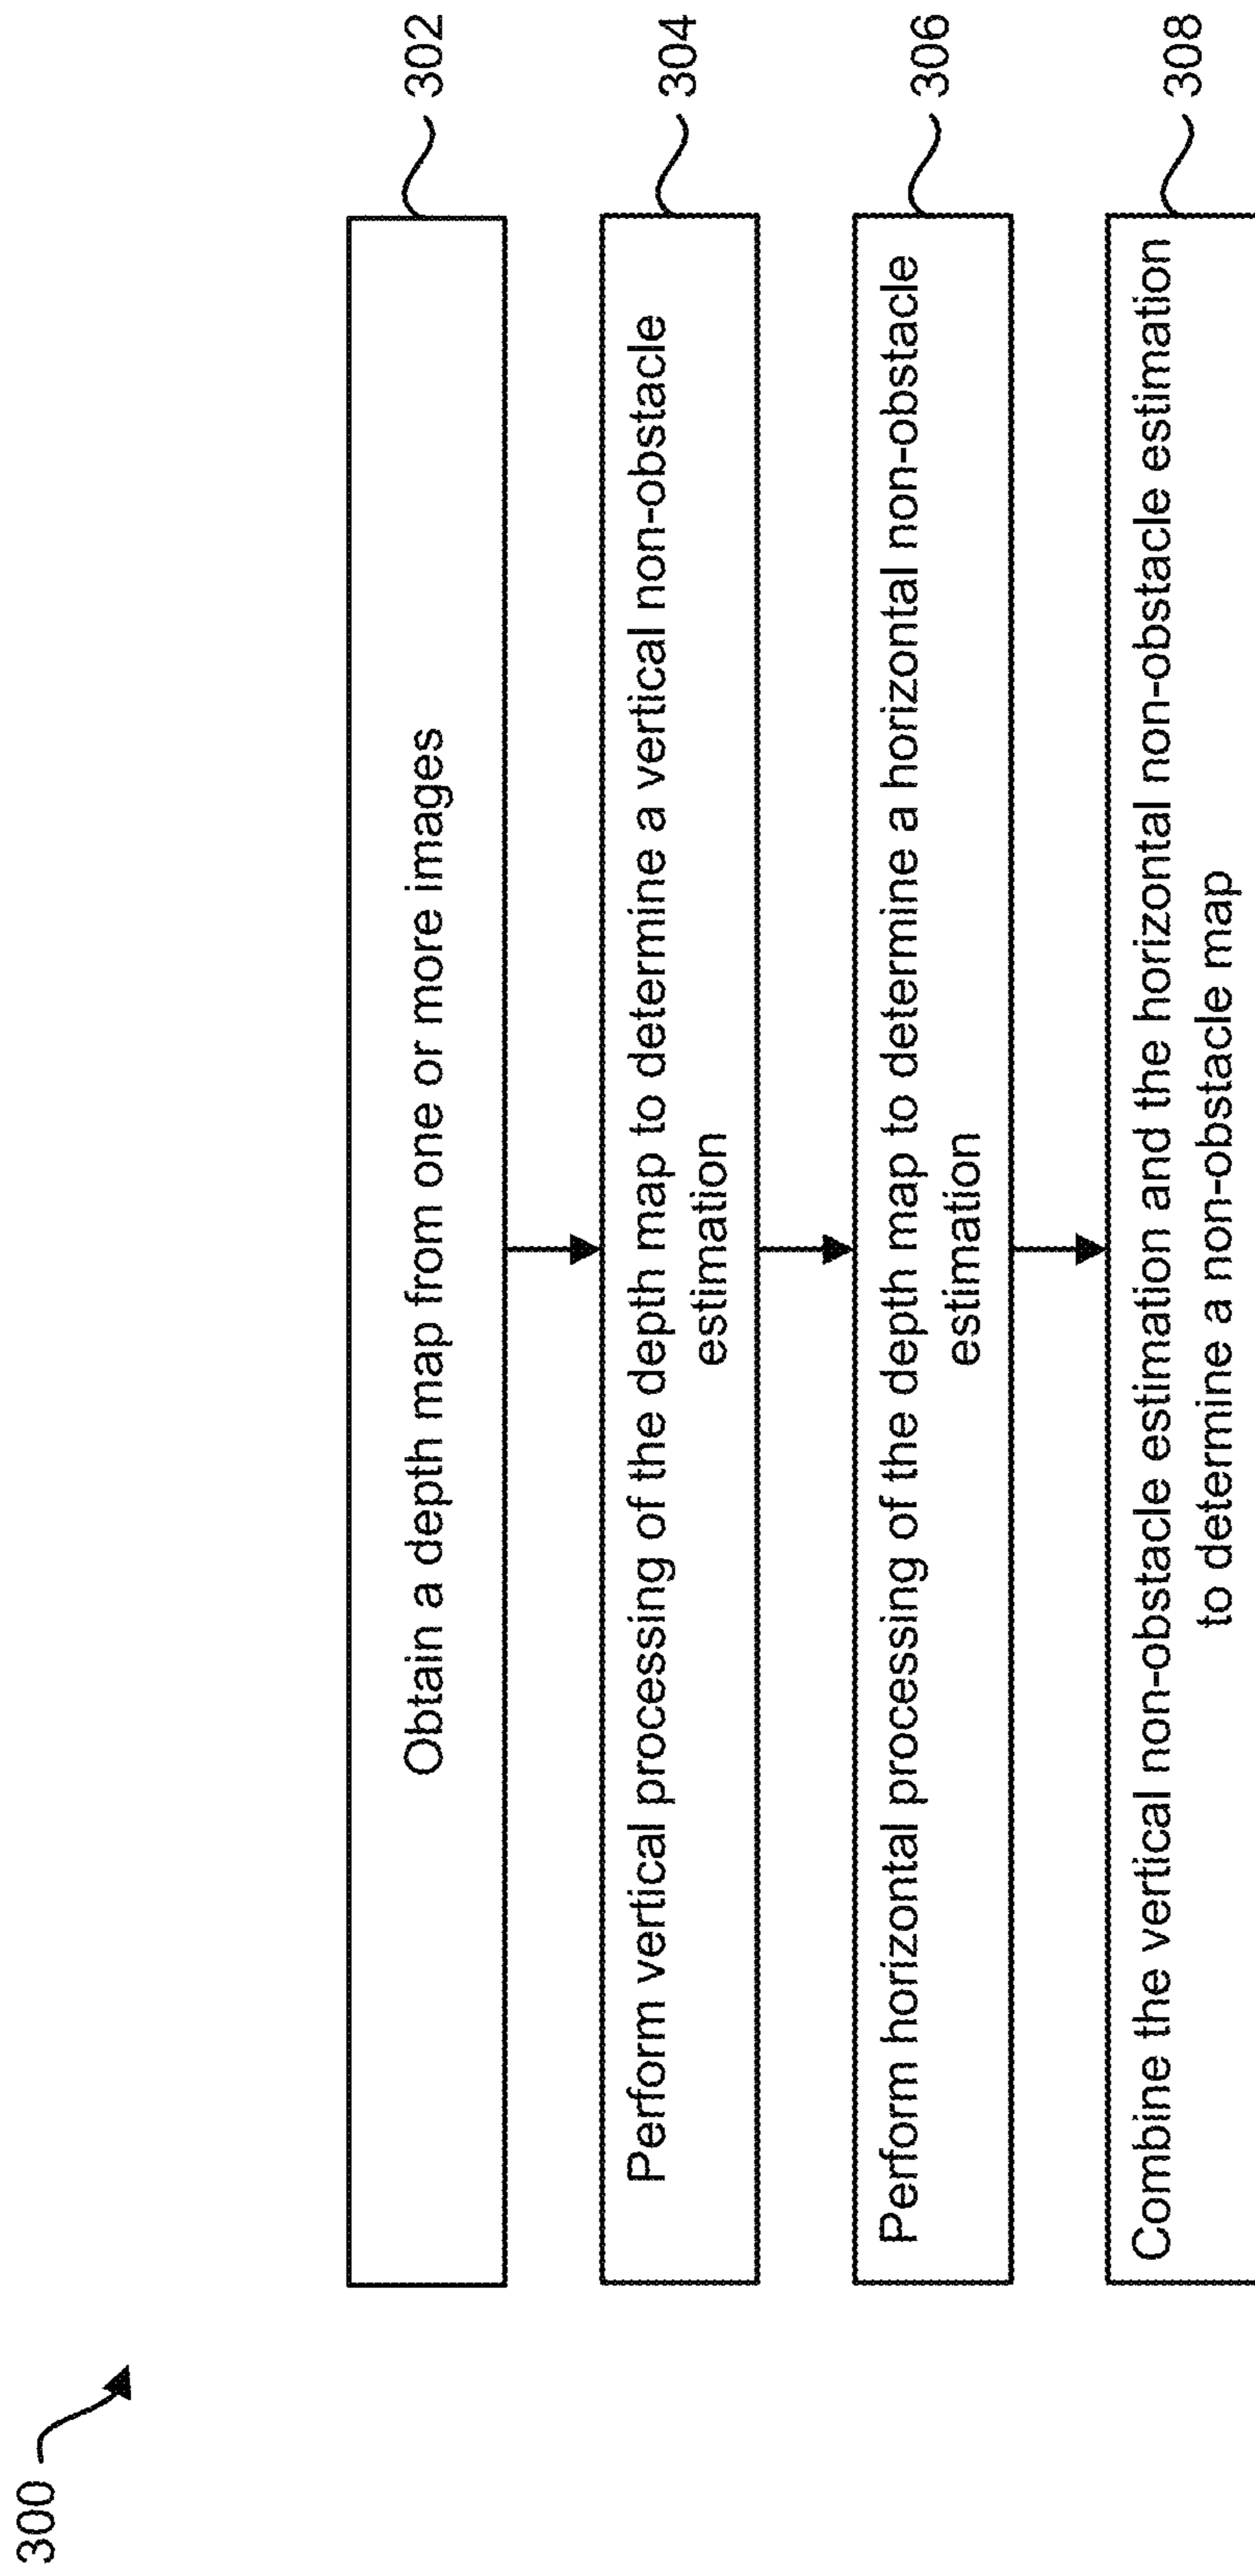 300
Obtain a depth map from one or more images
302
Perform vertical processing of the depth map to determine a vertical non-obstacle
estimation
304
Perform horizontal processing of the depth map to determine a horizontal non-obstacle
estimation
306
Combine the vertical non-obstacle estimation and the horizontal non-obstacle estimation
to determine a non-obstacle map
308